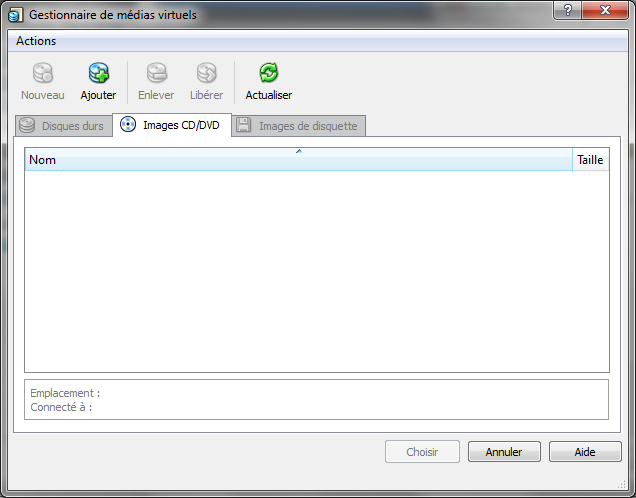 Gestionnaire de médias virtuels
Actions
Nouveau Ajouter Enlever Libérer Actualiser
Disques durs Images CD/DVD Images de disquette
Nom Taille
Emplacement :
Connecté à :
Choisir Annuler Aide